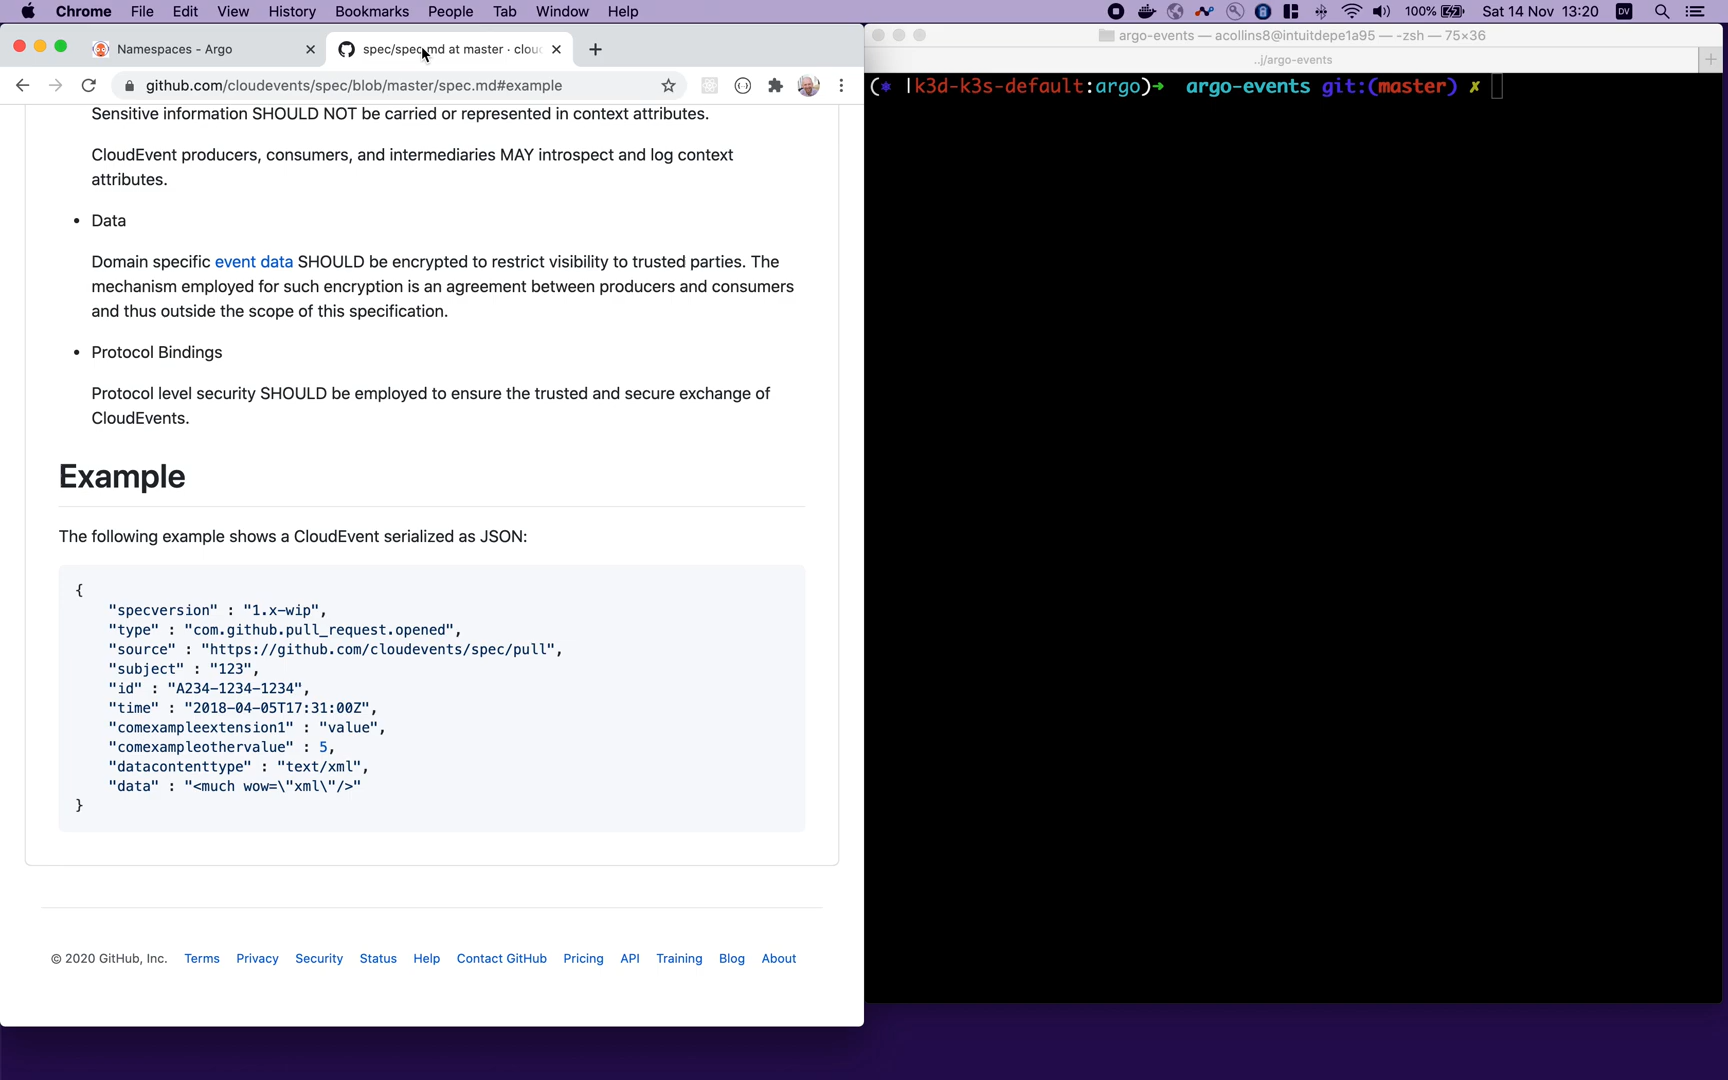 Chrome File Edit View History Bookmarks People Tab Window Help 100% Sat 14 Nov 13:20 DV
Namespaces - Argo
spec/spec.md at master · clou
github.com/cloudevents/spec/blob/master/spec.md#example
Sensitive information SHOULD NOT be carried or represented in context attributes.
CloudEvent producers, consumers, and intermediaries MAY introspect and log context
attributes.
• Data
Domain specific event data SHOULD be encrypted to restrict visibility to trusted parties. The
mechanism employed for such encryption is an agreement between producers and consumers
and thus outside the scope of this specification.
• Protocol Bindings
Protocol level security SHOULD be employed to ensure the trusted and secure exchange of
CloudEvents.
Example
The following example shows a CloudEvent serialized as JSON:
{
"specversion" : "1.x-wip",
"type" : "com.github.pull_request.opened",
"source" : "https://github.com/cloudevents/spec/pull",
"subject" : "123",
"id" : "A234-1234-1234",
"time" : "2018-04-05T17:31:00Z",
"comexampleextension1" : "value",
"comexampleothervalue" : 5,
"datacontenttype" : "text/xml",
"data" : "<much wow=\"xml\"/>"
}
© 2020 GitHub, Inc. Terms Privacy Security Status Help Contact GitHub Pricing API Training Blog About
argo-events — acollins8@intuitdepe1a95 — -zsh — 75×36
..j/argo-events
(* |k3d-k3s-default:argo)➜ argo-events git:(master) ✗